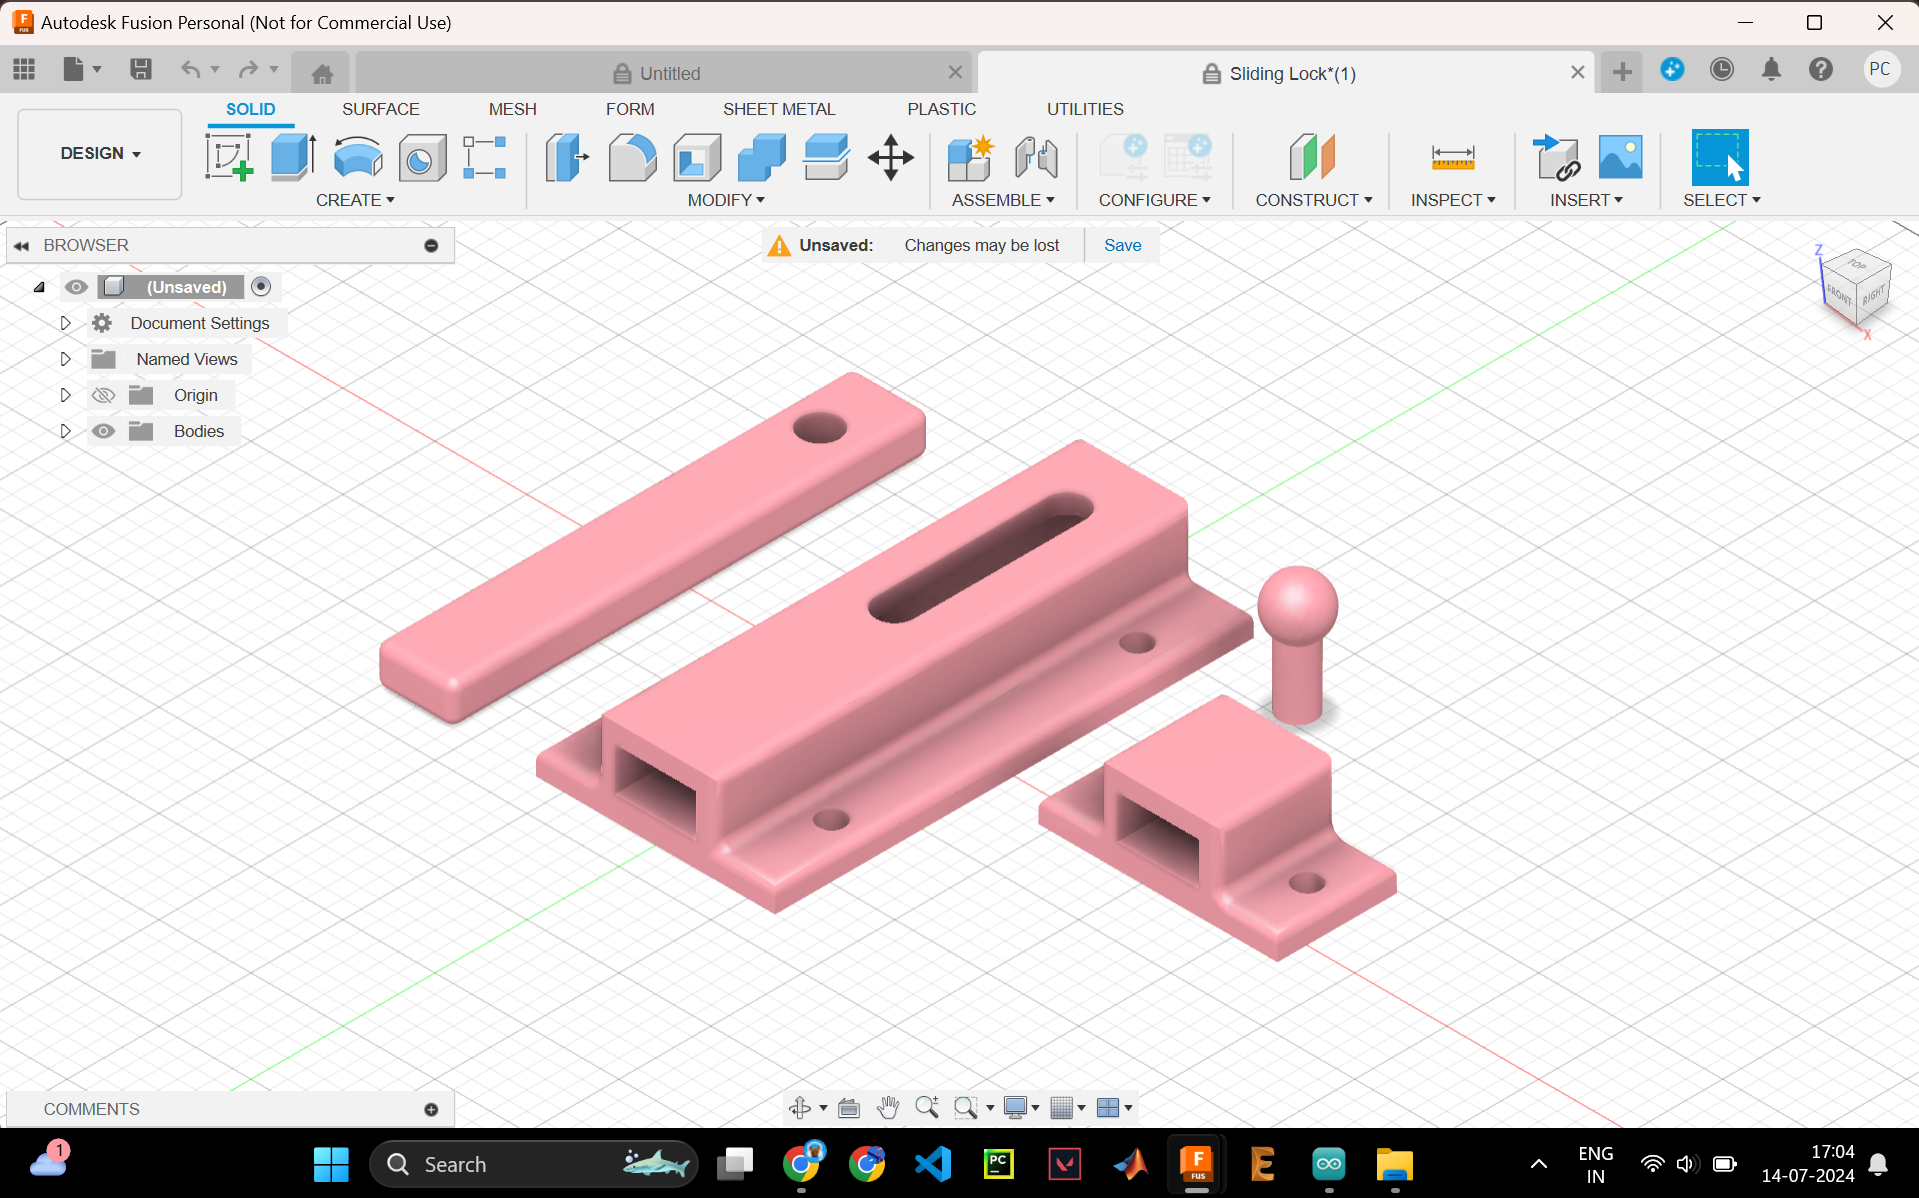 Autodesk Fusion Personal (Not for Commercial Use)
Untitled
Sliding Lock*(1)
PC
DESIGN
SOLID
SURFACE
MESH
FORM
SHEET METAL
PLASTIC
UTILITIES
CREATE
MODIFY
ASSEMBLE
CONFIGURE
CONSTRUCT
INSPECT
INSERT
SELECT
BROWSER
Unsaved: Changes may be lost Save
(Unsaved)
Document Settings
Named Views
Origin
Bodies
Z
TOP
FRONT
RIGHT
X
COMMENTS
1
Search
PC
F
FUS
ENG
IN
17:04
14-07-2024